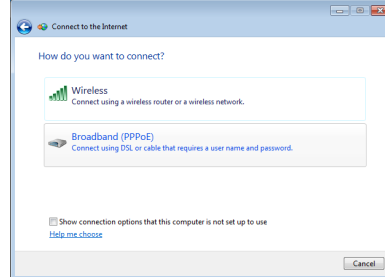 Connect to the Internet
How do you want to connect?
Wireless
Connect using a wireless router or a wireless network.
Broadband (PPPoE)
Connect using DSL or cable that requires a user name and password.
Show connection options that this computer is not set up to use
Help me choose
Cancel